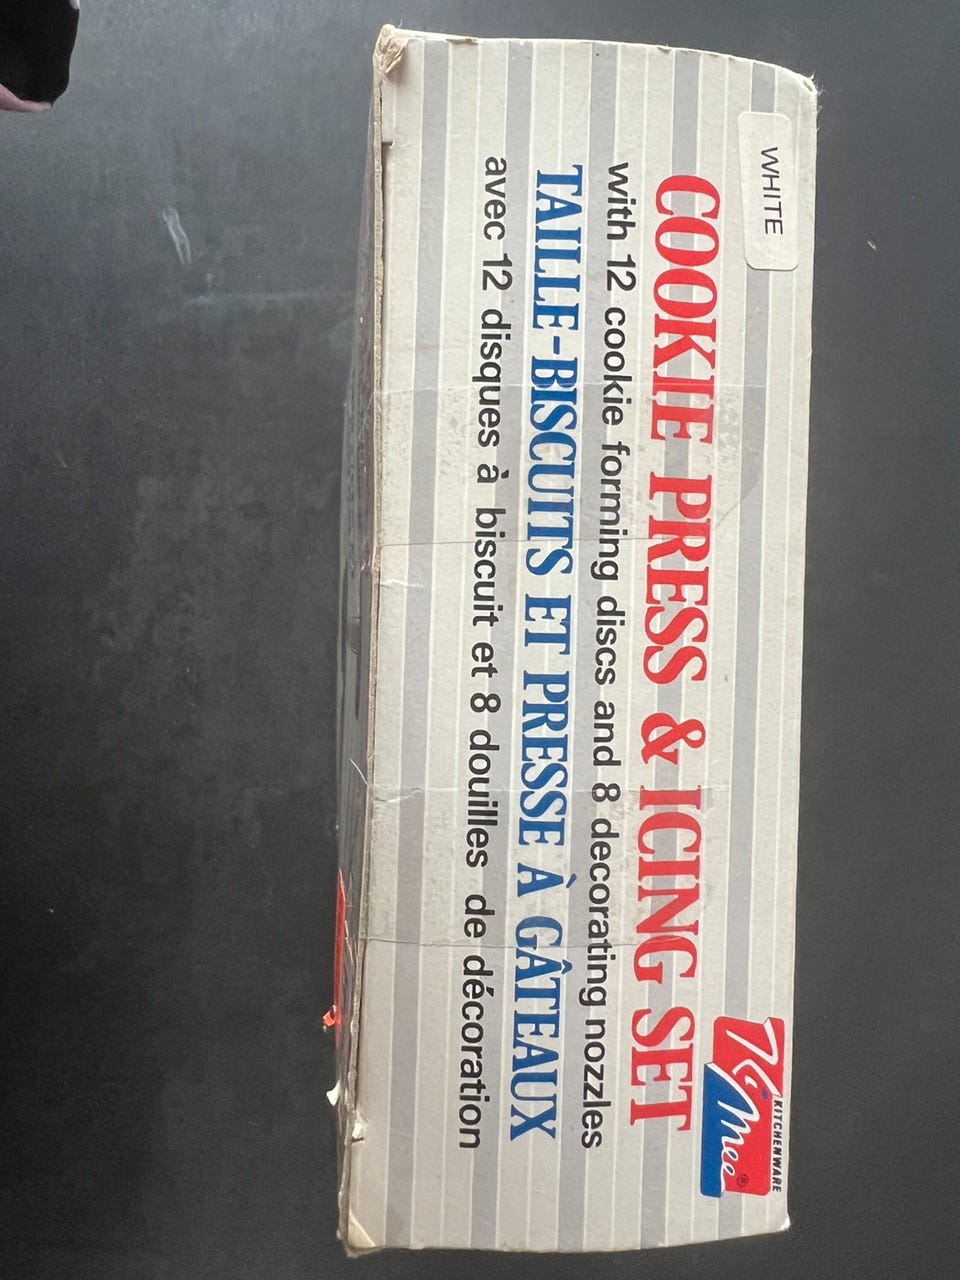 WHITE
COOKIE PRESS & ICING SET
with 12 cookie forming discs and 8 decorating nozzles
TAILLE-BISCUITS ET PRESSE À GÂTEAUX
avec 12 disques à biscuit et 8 douilles de décoration
KITCHENWARE